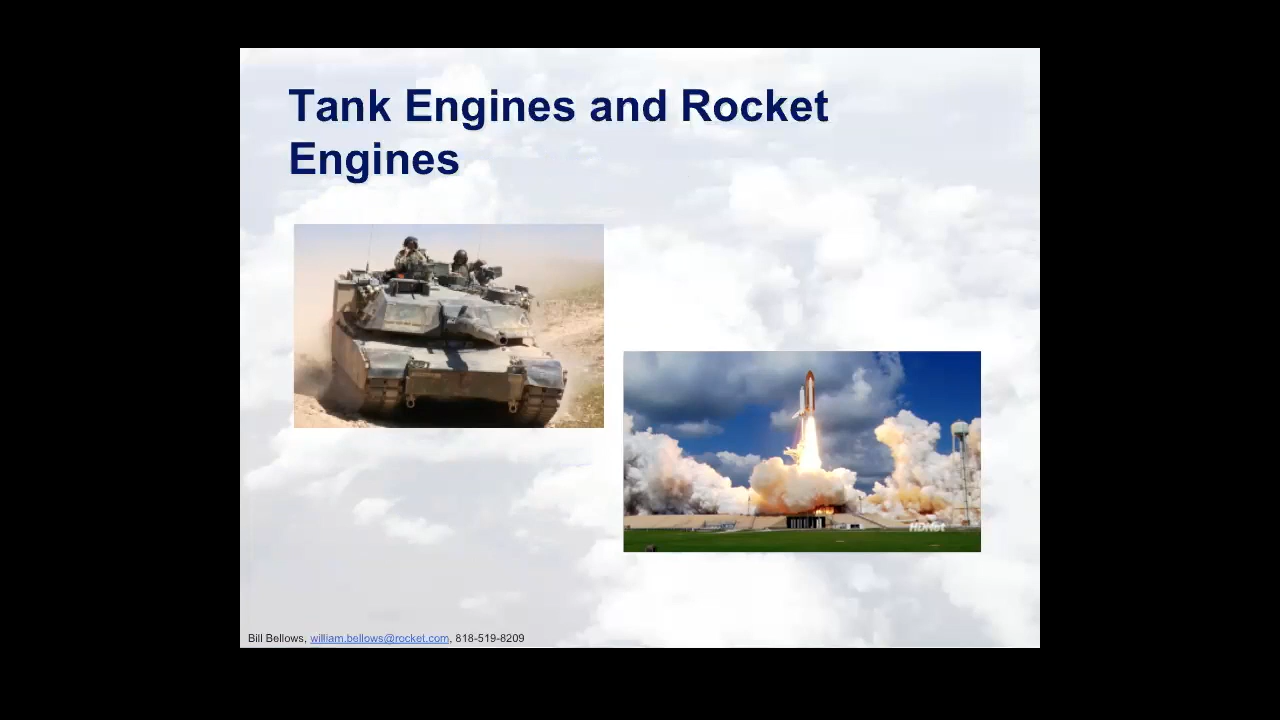 Tank Engines and Rocket
Engines
HDNet
Bill Bellows, william.bellows@rocket.com, 818-519-8209